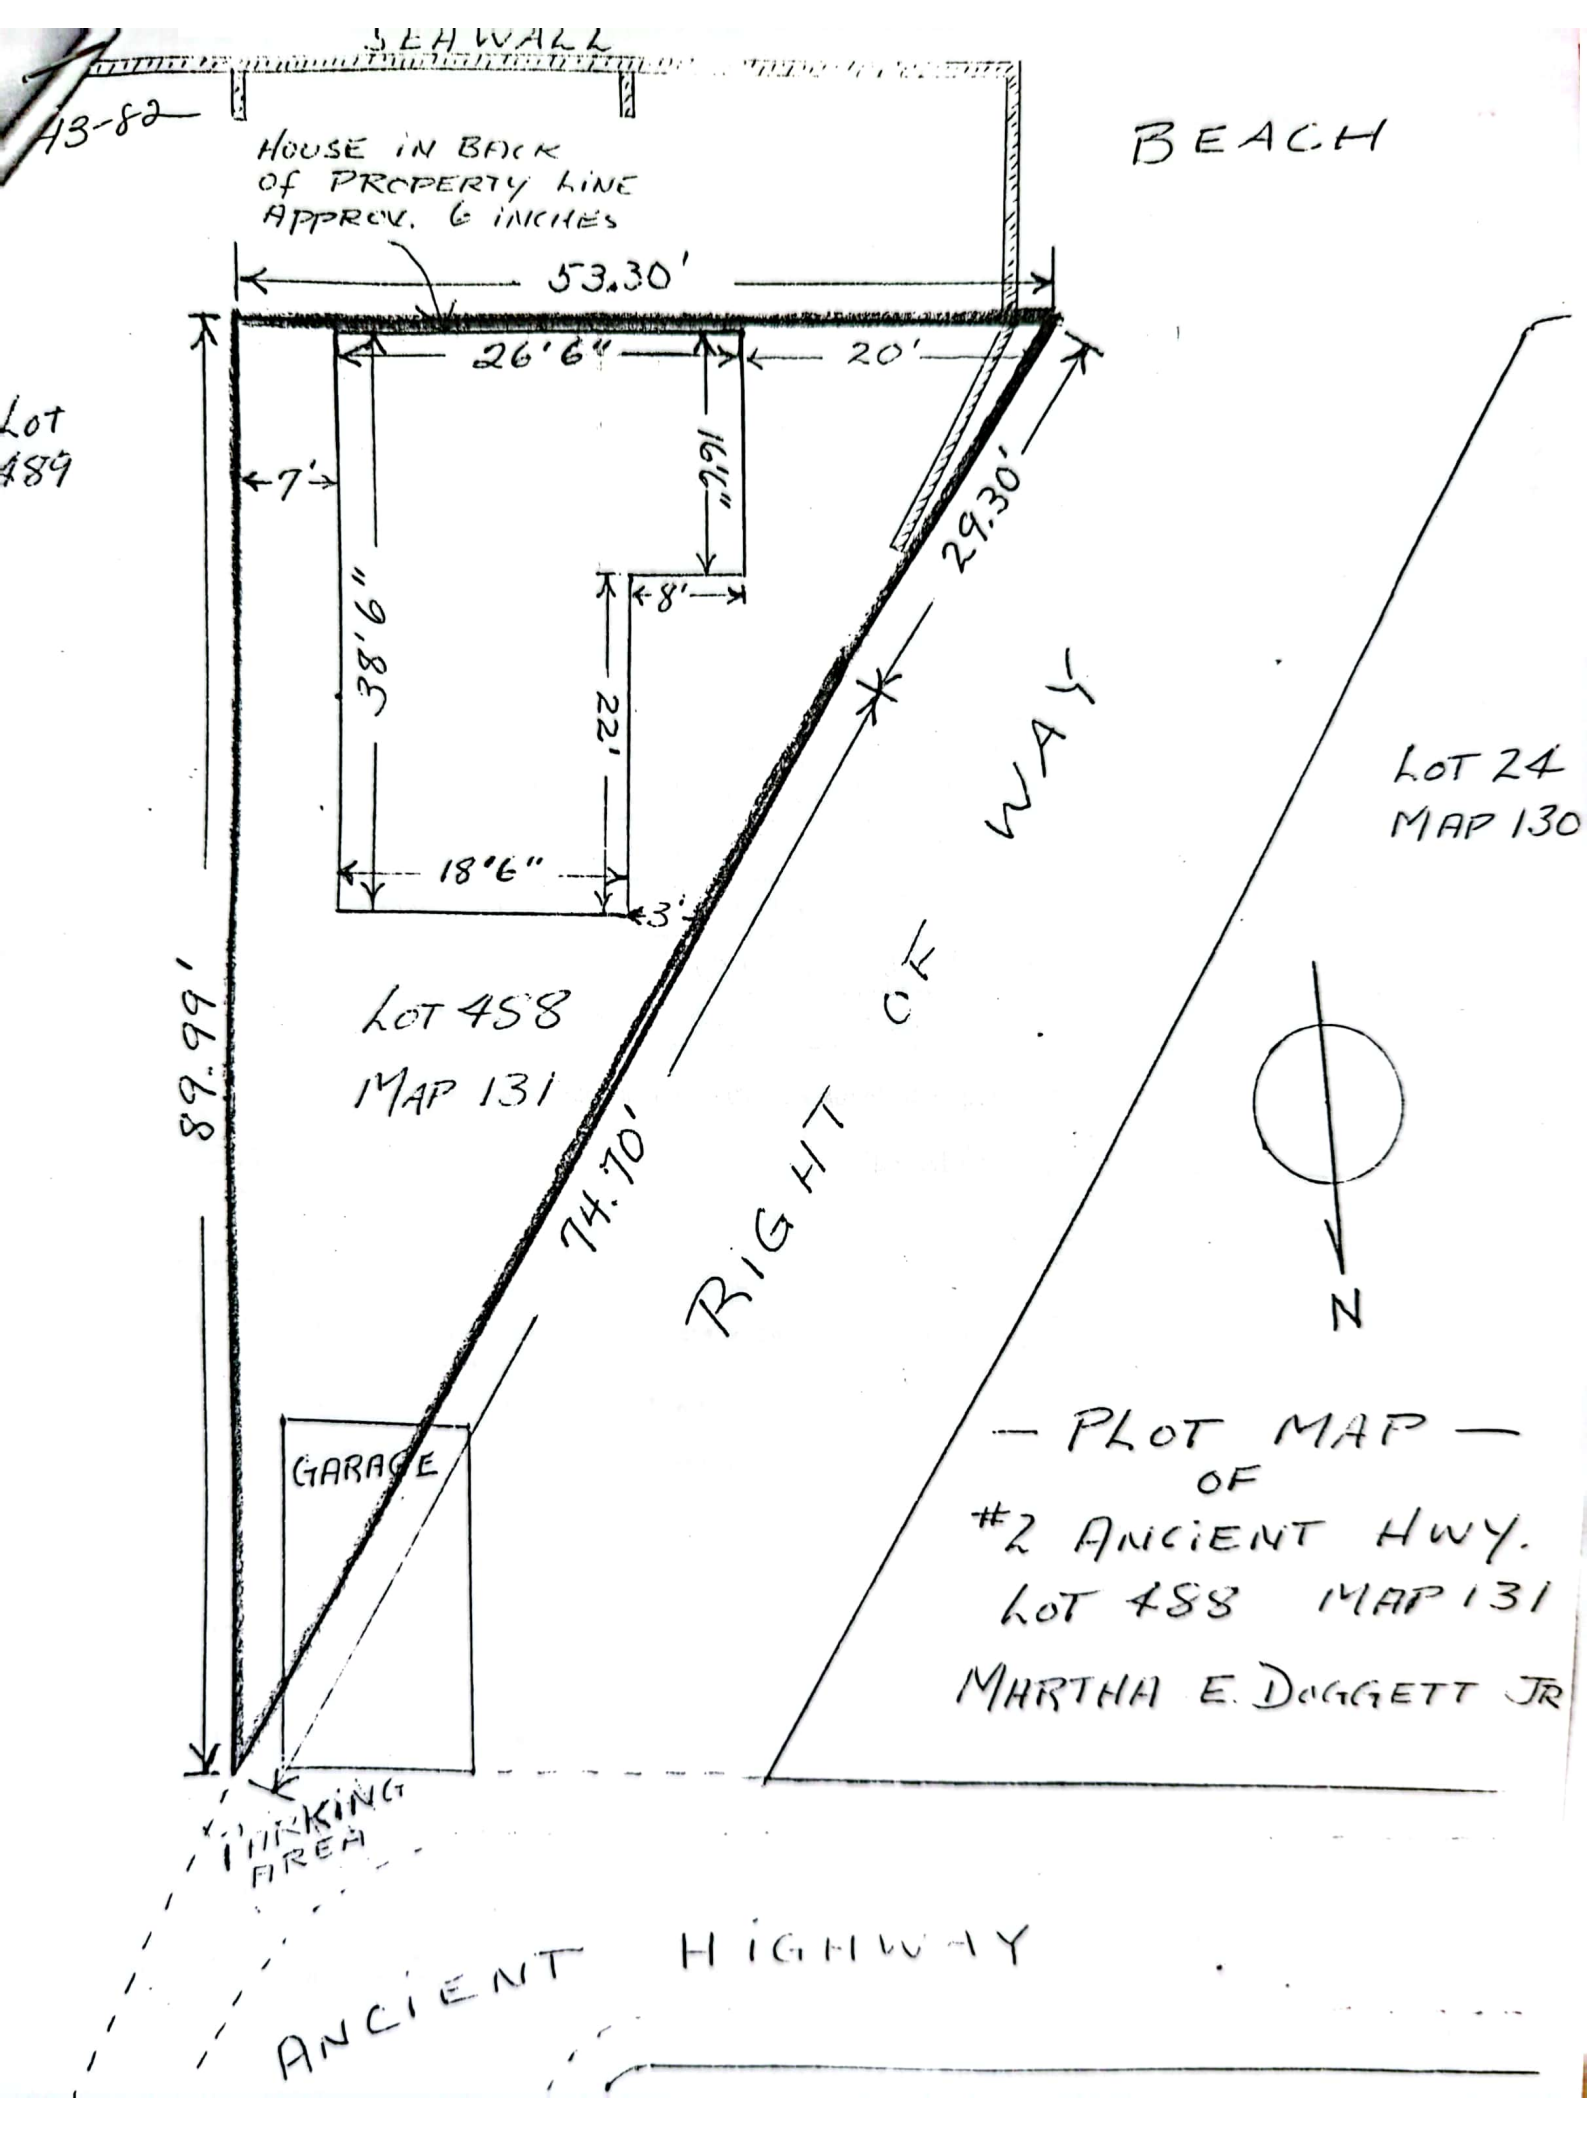 SEAWALL
43-82
BEACH
HOUSE IN BACK
OF PROPERTY LINE
APPROX. 6 INCHES
53.30'
26'6"
20'
16'6"
LOT
489
7'
29.30'
8'
38'6"
22'
LOT 24
MAP 130
18'6"
3'
89.99'
LOT 458
MAP 131
74.70'
RIGHT OF WAY
N
GARAGE
— PLOT MAP —
OF
#2 ANCIENT HWY.
LOT 488 MAP 131
MARTHA E. DOGGETT JR
PARKING
AREA
ANCIENT HIGHWAY